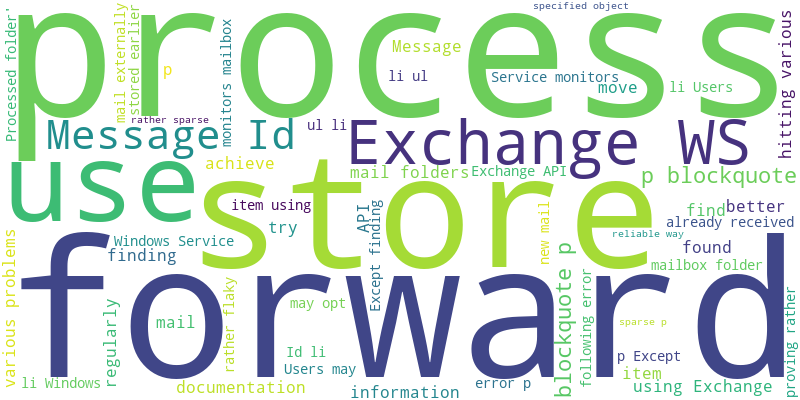 specified object
process
Processed folder'
mail externally
stored earlier
p
rather sparse
monitors mailbox
Message
li ul
Service monitors
move
li Users
hitting various
Message Id
ul li
Exchange WS
use
achieve
mail folders
Exchange API
p blockquote
store
item using
API
Except finding
new mail
find
better
already received
Windows Service
finding
try
reliable way
found
mailbox folder
various problems
forward
regularly
mail
rather flaky
may opt
Id li
Users may
blockquote p
following error
sparse p
p Except
item
proving rather
li Windows
documentation
information
error p
using Exchange